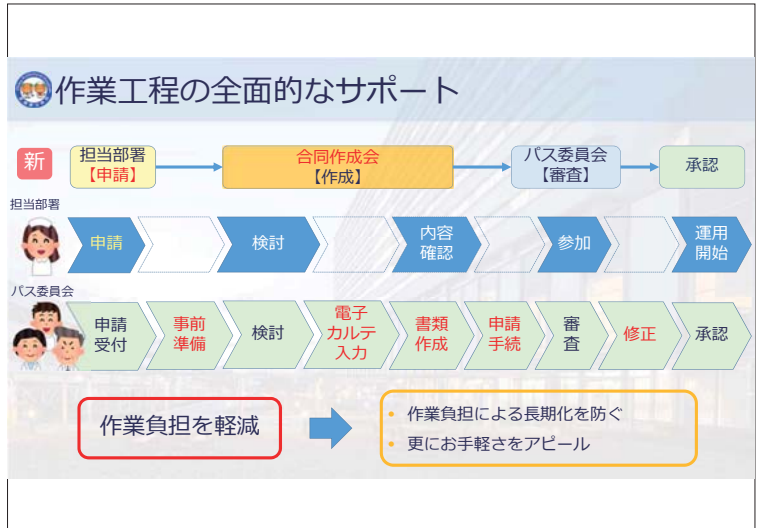 作業工程の全面的なサポート
新
担当部署
【申請】
合同作成会
【作成】
パス委員会
【審査】
承認
担当部署
申請
検討
内容
確認
参加
運用
開始
パス委員会
申請
受付
事前
準備
検討
電子
カルテ
入力
書類
作成
申請
手続
審
査
修正
承認
作業負担を軽減
• 作業負担による長期化を防ぐ
• 更にお手軽さをアピール